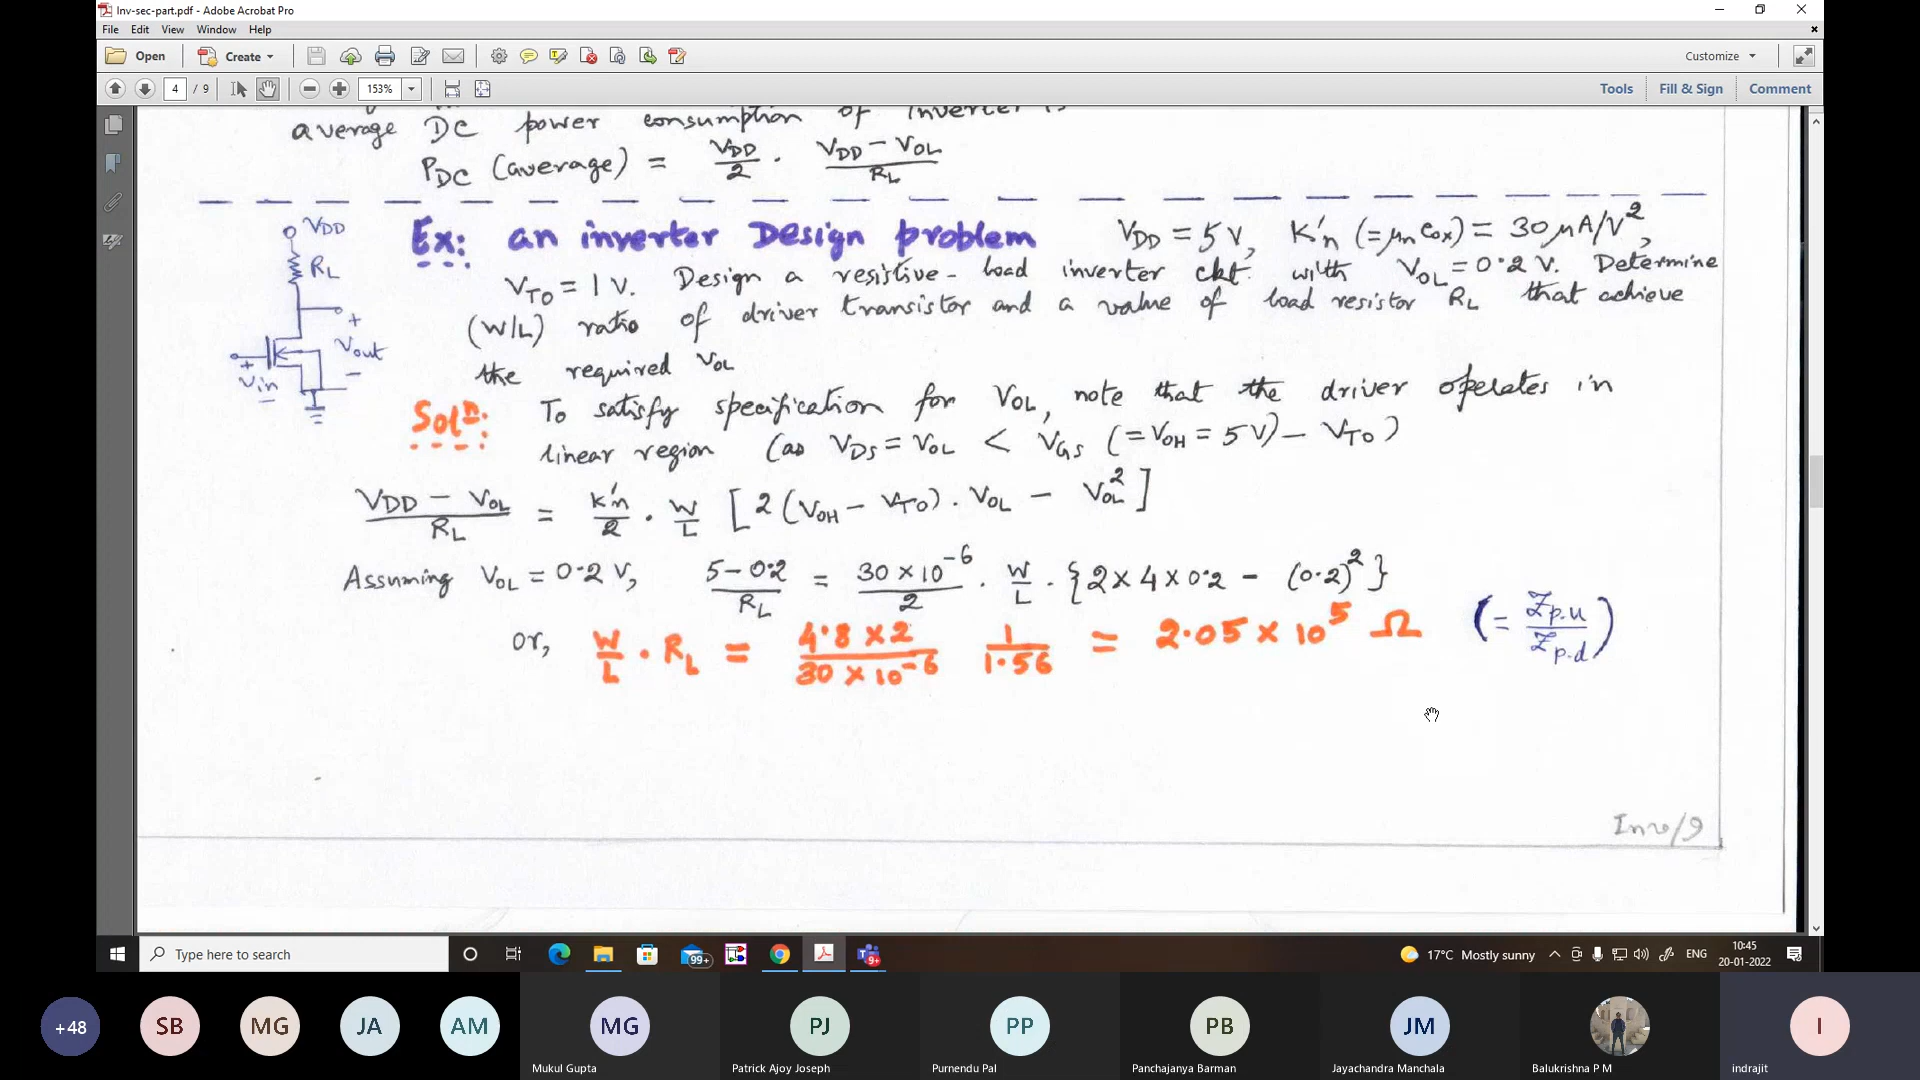 Inv-sec-part.pdf - Adobe Acrobat Pro
File Edit View Window Help
Open Create Customize
4 / 9 153% Tools Fill & Sign Comment
average DC power consumption of inverter is
PDC (average) = VDD/2 · (VDD - VOL)/RL
VDD
RL
+
Vout
-
+
Vin
-
Ex: an inverter Design problem VDD = 5 V, K'n (= μn Cox) = 30 μA/V²,
VTO = 1 V. Design a resistive-load inverter ckt. with VOL = 0.2 V. Determine
(W/L) ratio of driver transistor and a value of load resistor RL that achieve
the required VOL
Solⁿ: To satisfy specification for VOL, note that the driver operates in
linear region (as VDS = VOL < VGS (= VOH = 5 V) - VTO)
(VDD - VOL)/RL = K'n/2 · W/L [2 (VOH - VTO) · VOL - VOL²]
Assuming VOL = 0.2 V, (5 - 0.2)/RL = (30 × 10⁻⁶)/2 · W/L · {2 × 4 × 0.2 - (0.2)²}
or, W/L · RL = (4.8 × 2)/(30 × 10⁻⁶) 1/1.56 = 2.05 × 10⁵ Ω (= Zp.u/Zp.d)
Inv/9
Type here to search 99+ 9+ 17°C Mostly sunny ENG 10:45
20-01-2022
+48 SB MG JA AM MG PJ PP PB JM I
Mukul Gupta Patrick Ajoy Joseph Purnendu Pal Panchajanya Barman Jayachandra Manchala Balukrishna P M indrajit